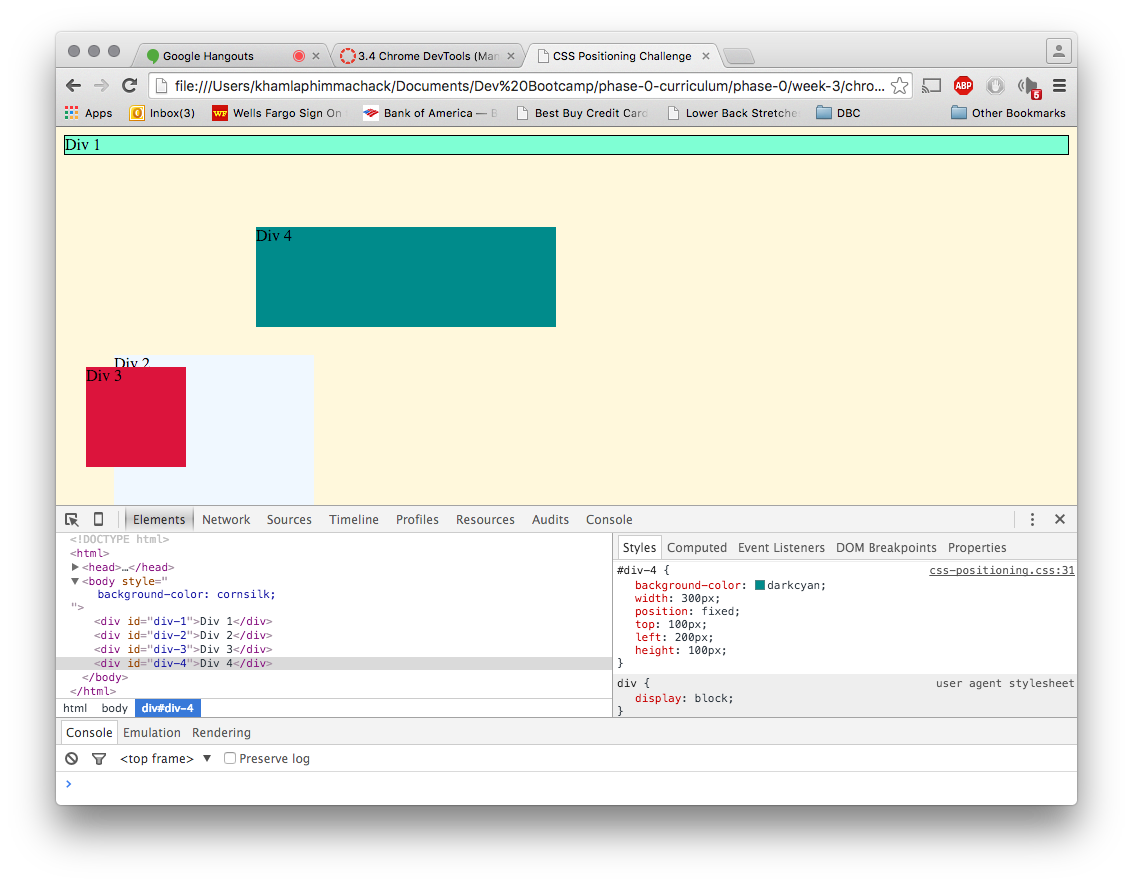 Google Hangouts
3.4 Chrome DevTools (Man
CSS Positioning Challenge
file:///Users/khamlaphimmachack/Documents/Dev%20Bootcamp/phase-0-curriculum/phase-0/week-3/chro...
ABP
6
Apps
Inbox(3)
WF
Wells Fargo Sign On
Bank of America — B
Best Buy Credit Card
Lower Back Stretche
DBC
Other Bookmarks
Div 1
Div 4
Div 2
Div 3
Elements Network Sources Timeline Profiles Resources Audits Console
<!DOCTYPE html>
<html>
<head>…</head>
<body style="
background-color: cornsilk;
">
<div id="div-1">Div 1</div>
<div id="div-2">Div 2</div>
<div id="div-3">Div 3</div>
<div id="div-4">Div 4</div>
</body>
</html>
html body div#div-4
Styles Computed Event Listeners DOM Breakpoints Properties
#div-4 { css-positioning.css:31
background-color: darkcyan;
width: 300px;
position: fixed;
top: 100px;
left: 200px;
height: 100px;
}
div { user agent stylesheet
display: block;
}
Console Emulation Rendering
<top frame> ▼ Preserve log
>